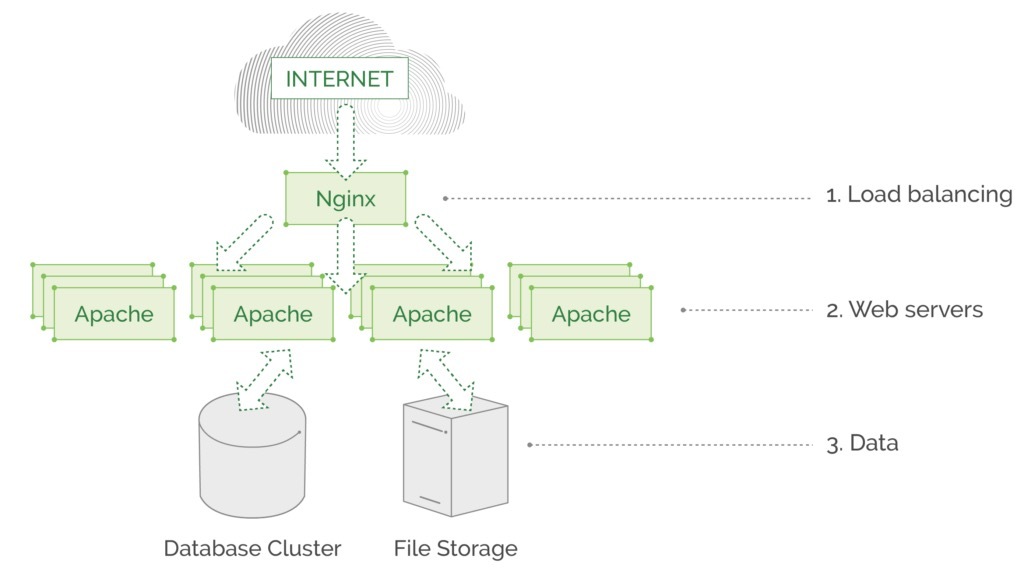 INTERNET
Nginx
1. Load balancing
Apache
Apache
Apache
Apache
2. Web servers
3. Data
Database Cluster
File Storage